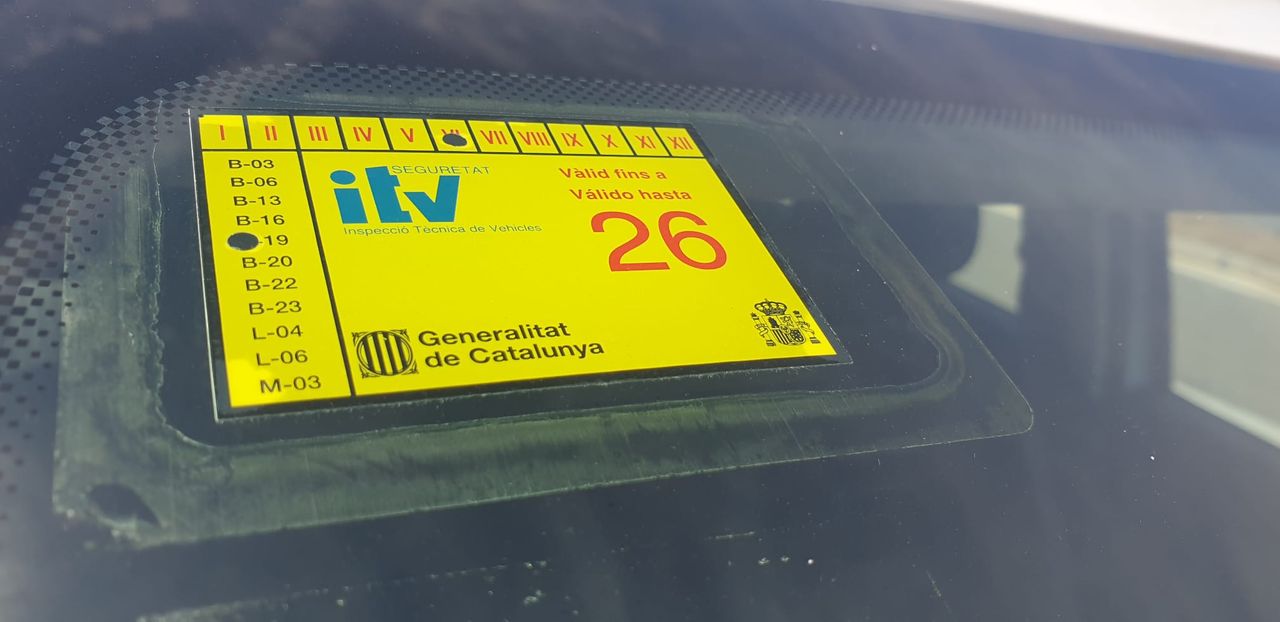 I II III IV V VI VII VIII IX X XI XII
B-03
B-06
B-13
B-16
-19
B-20
B-22
B-23
L-04
L-06
M-03
SEGURETAT
itv
Inspecció Tècnica de Vehicles
Vàlid fins a
Válido hasta
26
Generalitat
de Catalunya